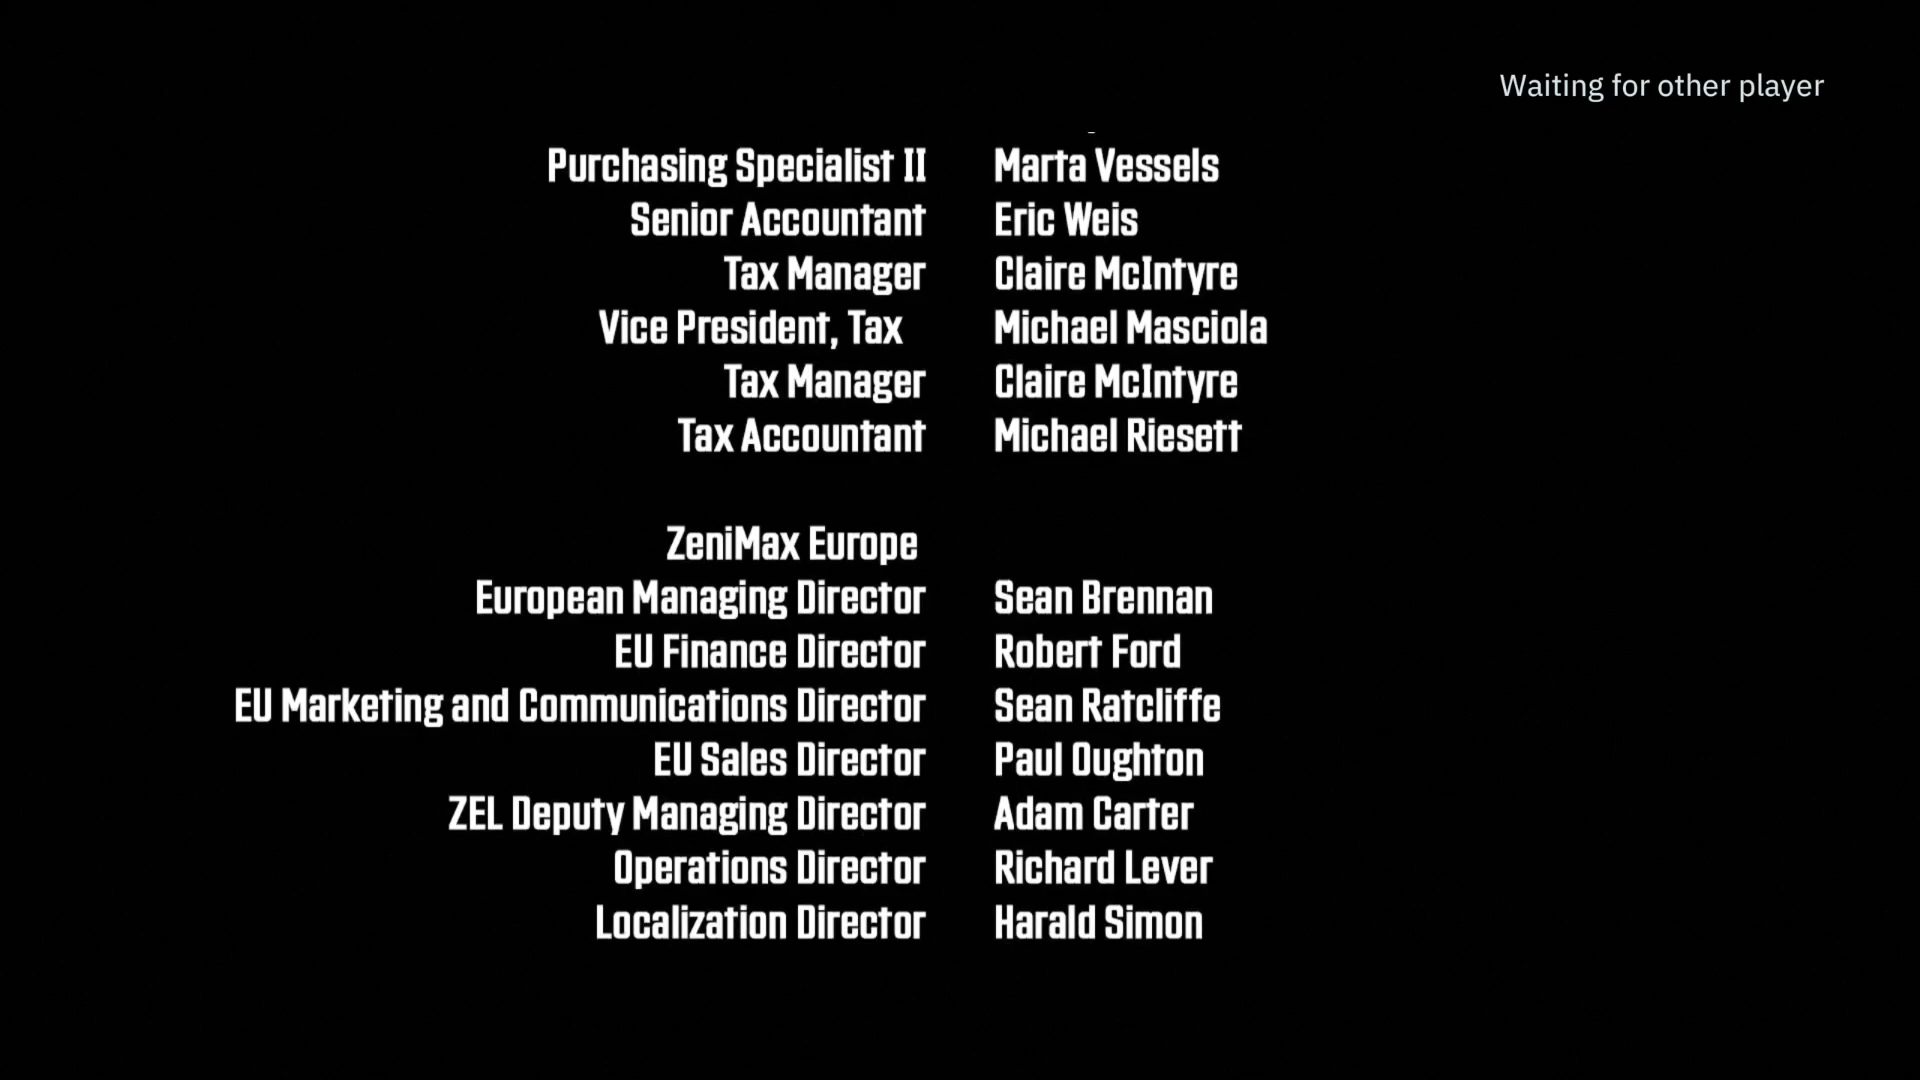 Waiting for other player
Purchasing Specialist II Marta Vessels
Senior Accountant Eric Weis
Tax Manager Claire McIntyre
Vice President, Tax Michael Masciola
Tax Manager Claire McIntyre
Tax Accountant Michael Riesett
ZeniMax Europe
European Managing Director Sean Brennan
EU Finance Director Robert Ford
EU Marketing and Communications Director Sean Ratcliffe
EU Sales Director Paul Oughton
ZEL Deputy Managing Director Adam Carter
Operations Director Richard Lever
Localization Director Harald Simon